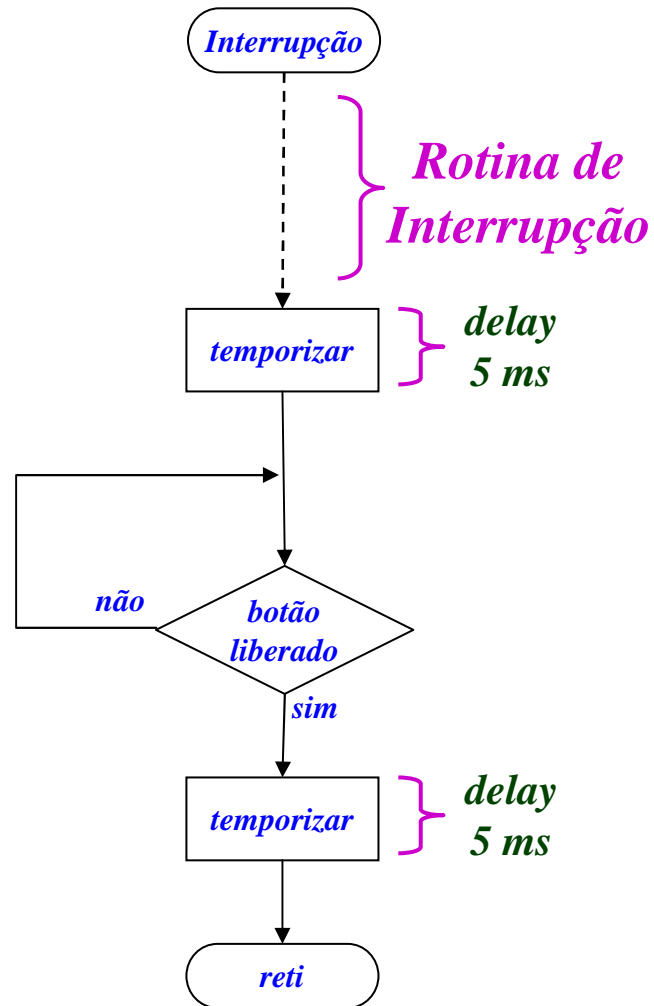 Interrupção
Rotina de
Interrupção
temporizar
delay
5 ms
não
botão
liberado
sim
temporizar
delay
5 ms
reti